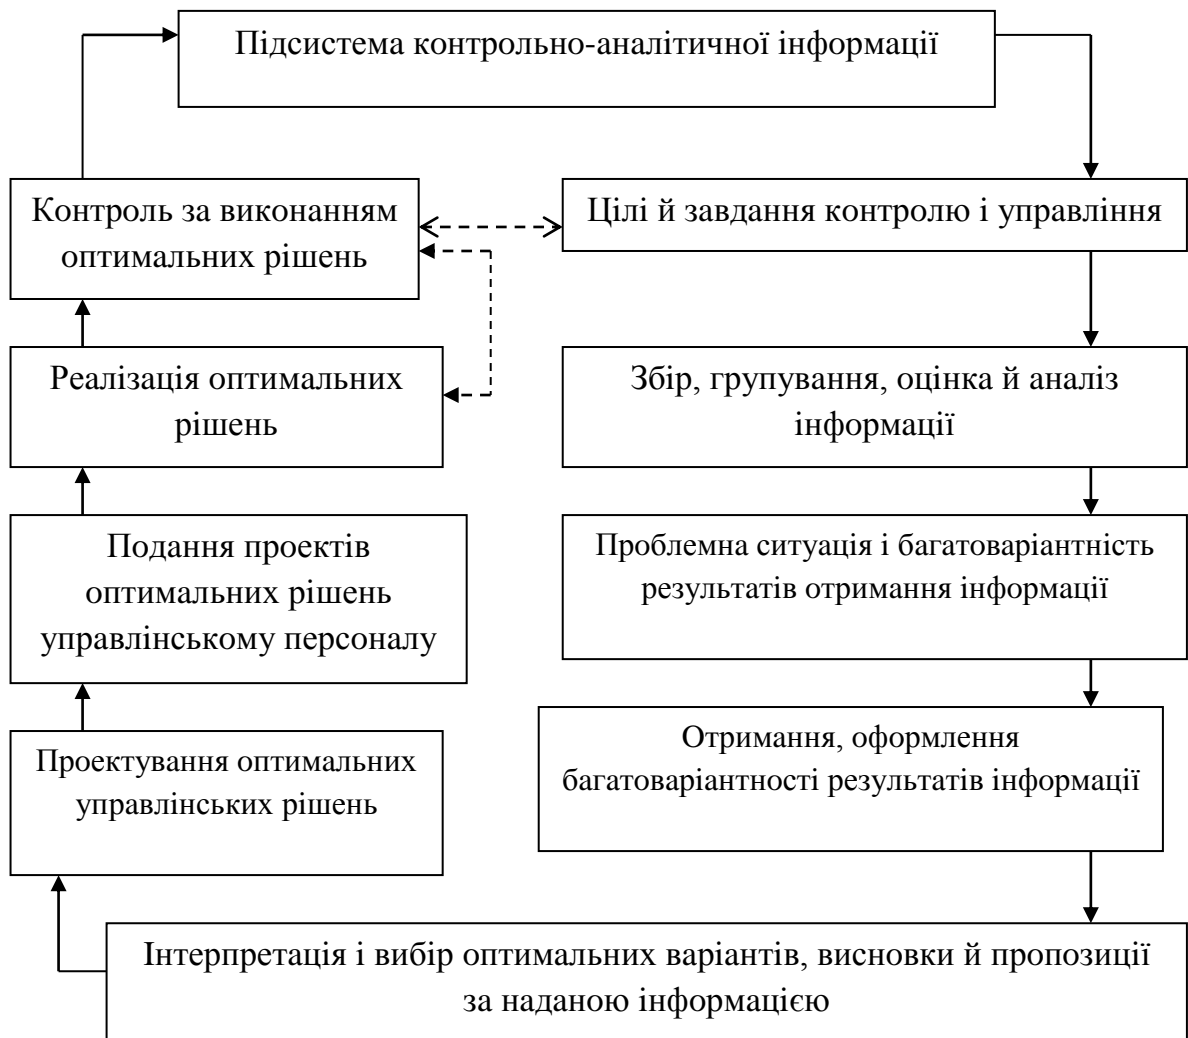 Підсистема контрольно-аналітичної інформації
Контроль за виконанням
оптимальних рішень
Цілі й завдання контролю і управління
Реалізація оптимальних
рішень
Збір, групування, оцінка й аналіз
інформації
Подання проектів
оптимальних рішень
управлінському персоналу
Проблемна ситуація і багатоваріантність
результатів отримання інформації
Проектування оптимальних
управлінських рішень
Отримання, оформлення
багатоваріантності результатів інформації
Інтерпретація і вибір оптимальних варіантів, висновки й пропозиції
за наданою інформацією